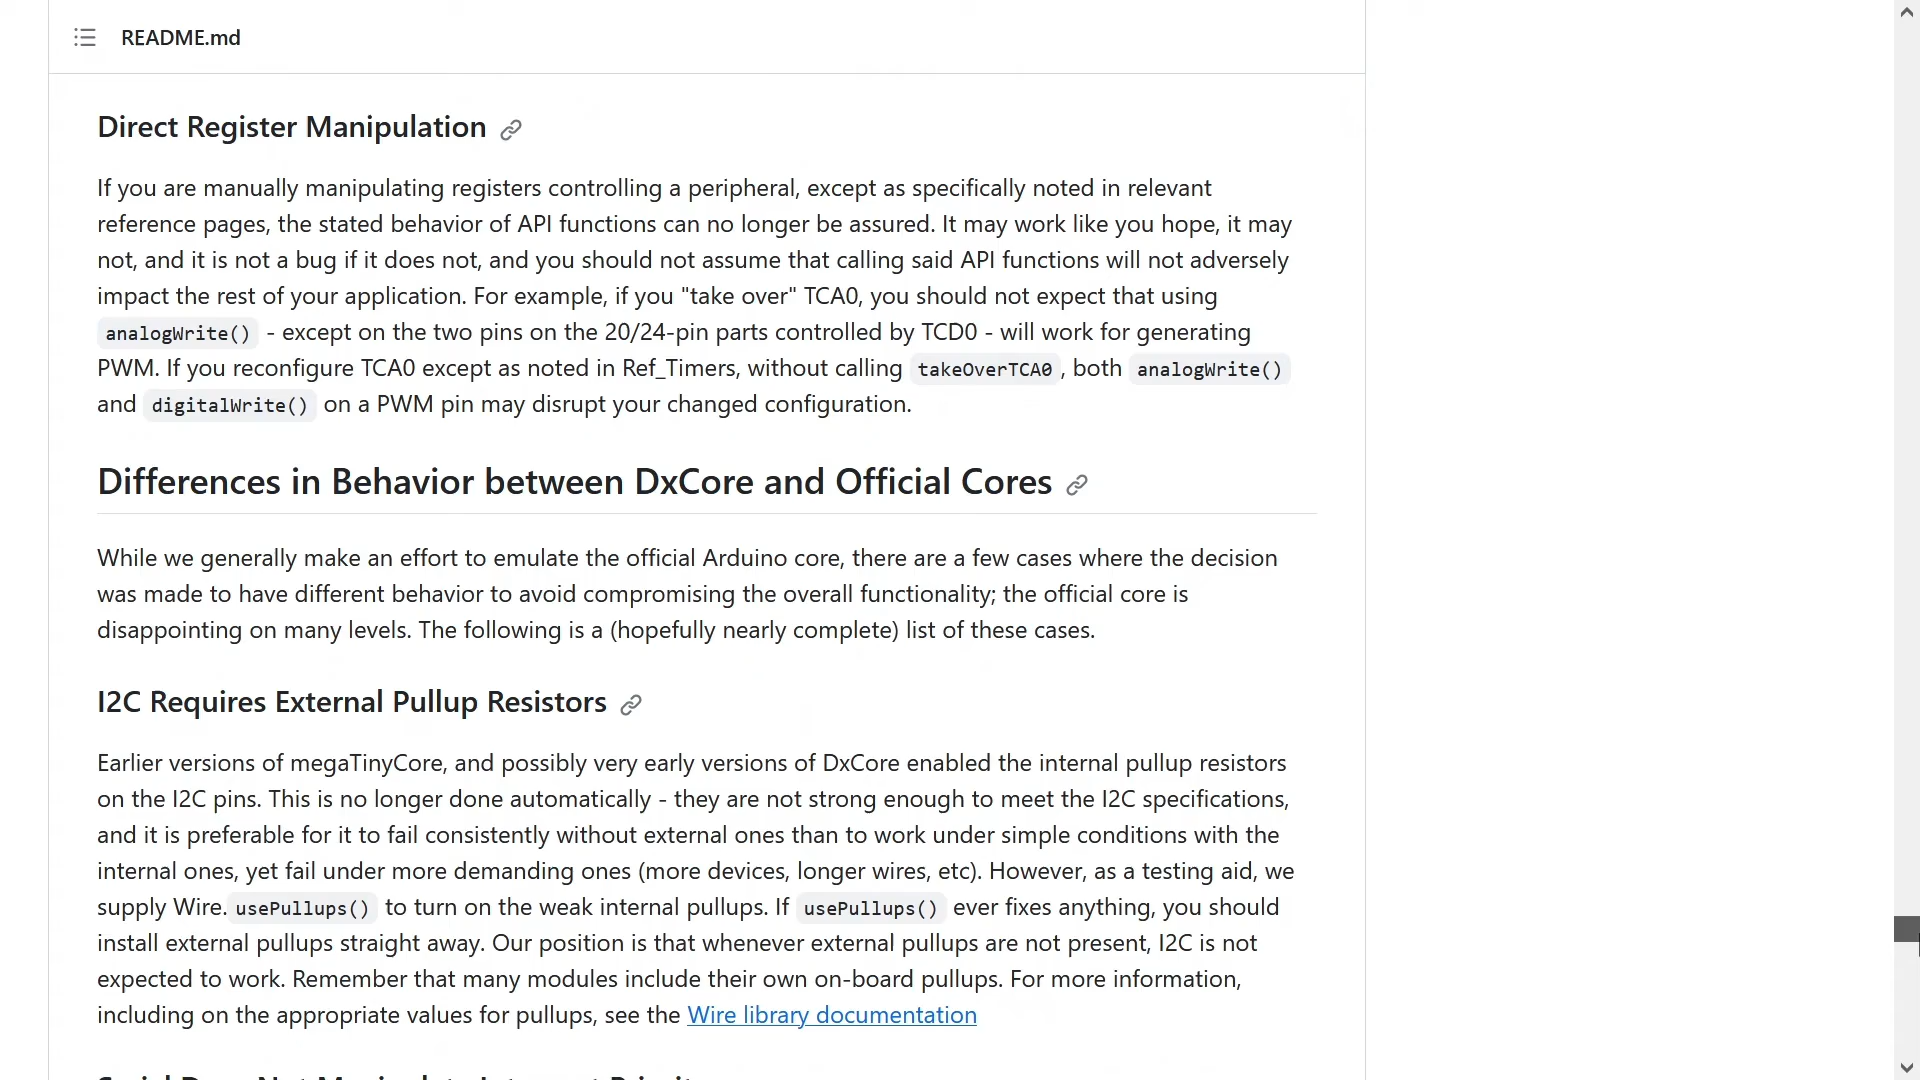 README.md
Direct Register Manipulation
If you are manually manipulating registers controlling a peripheral, except as specifically noted in relevant
reference pages, the stated behavior of API functions can no longer be assured. It may work like you hope, it may
not, and it is not a bug if it does not, and you should not assume that calling said API functions will not adversely
impact the rest of your application. For example, if you "take over" TCA0, you should not expect that using
analogWrite() - except on the two pins on the 20/24-pin parts controlled by TCD0 - will work for generating
PWM. If you reconfigure TCA0 except as noted in Ref_Timers, without calling takeOverTCA0, both analogWrite()
and digitalWrite() on a PWM pin may disrupt your changed configuration.
Differences in Behavior between DxCore and Official Cores
While we generally make an effort to emulate the official Arduino core, there are a few cases where the decision
was made to have different behavior to avoid compromising the overall functionality; the official core is
disappointing on many levels. The following is a (hopefully nearly complete) list of these cases.
I2C Requires External Pullup Resistors
Earlier versions of megaTinyCore, and possibly very early versions of DxCore enabled the internal pullup resistors
on the I2C pins. This is no longer done automatically - they are not strong enough to meet the I2C specifications,
and it is preferable for it to fail consistently without external ones than to work under simple conditions with the
internal ones, yet fail under more demanding ones (more devices, longer wires, etc). However, as a testing aid, we
supply Wire.usePullups() to turn on the weak internal pullups. If usePullups() ever fixes anything, you should
install external pullups straight away. Our position is that whenever external pullups are not present, I2C is not
expected to work. Remember that many modules include their own on-board pullups. For more information,
including on the appropriate values for pullups, see the Wire library documentation